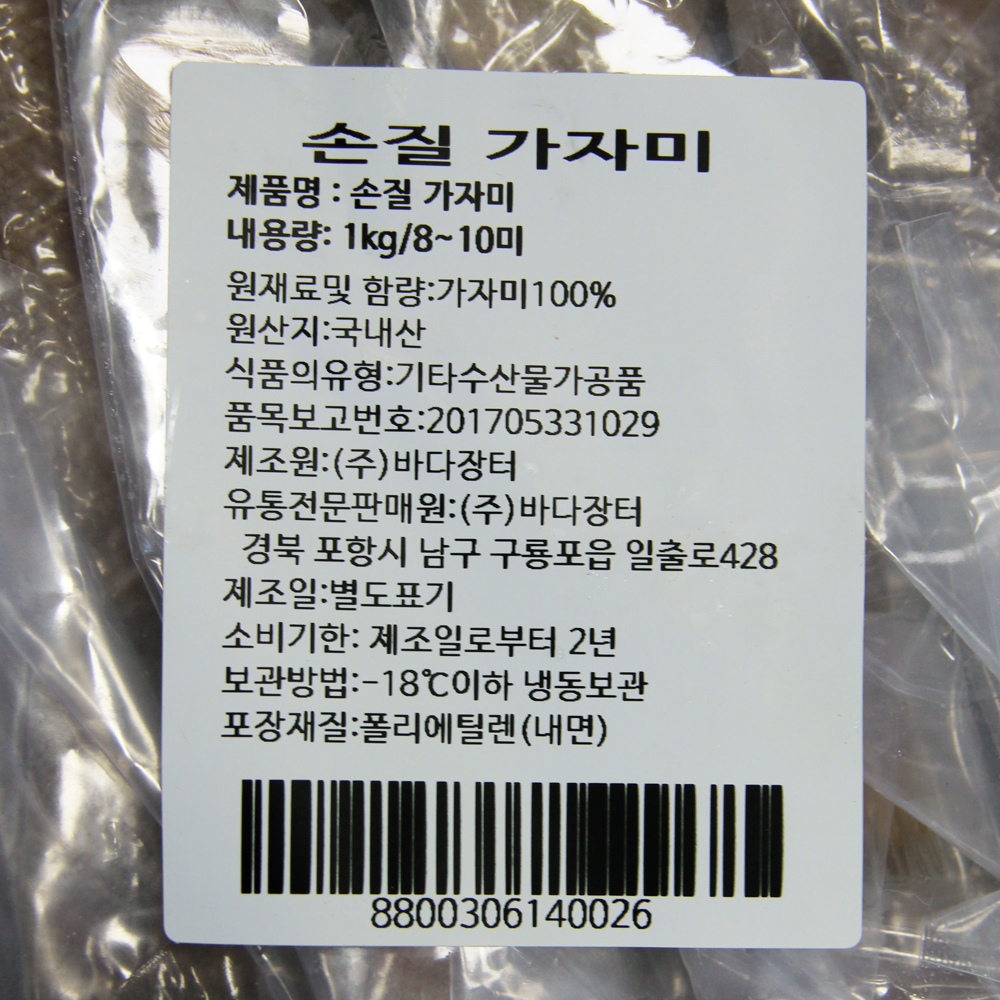 손질 가자미
제품명 : 손질 가자미
내용량: 1kg/8~10미
원재료및 함량:가자미100%
원산지:국내산
식품의유형:기타수산물가공품
품목보고번호:201705331029
제조원:(주)바다장터
유통전문판매원:(주)바다장터
경북 포항시 남구 구룡포읍 일출로428
제조일:별도표기
소비기한: 제조일로부터 2년
보관방법:-18℃이하 냉동보관
포장재질:폴리에틸렌(내면)
8800306140026